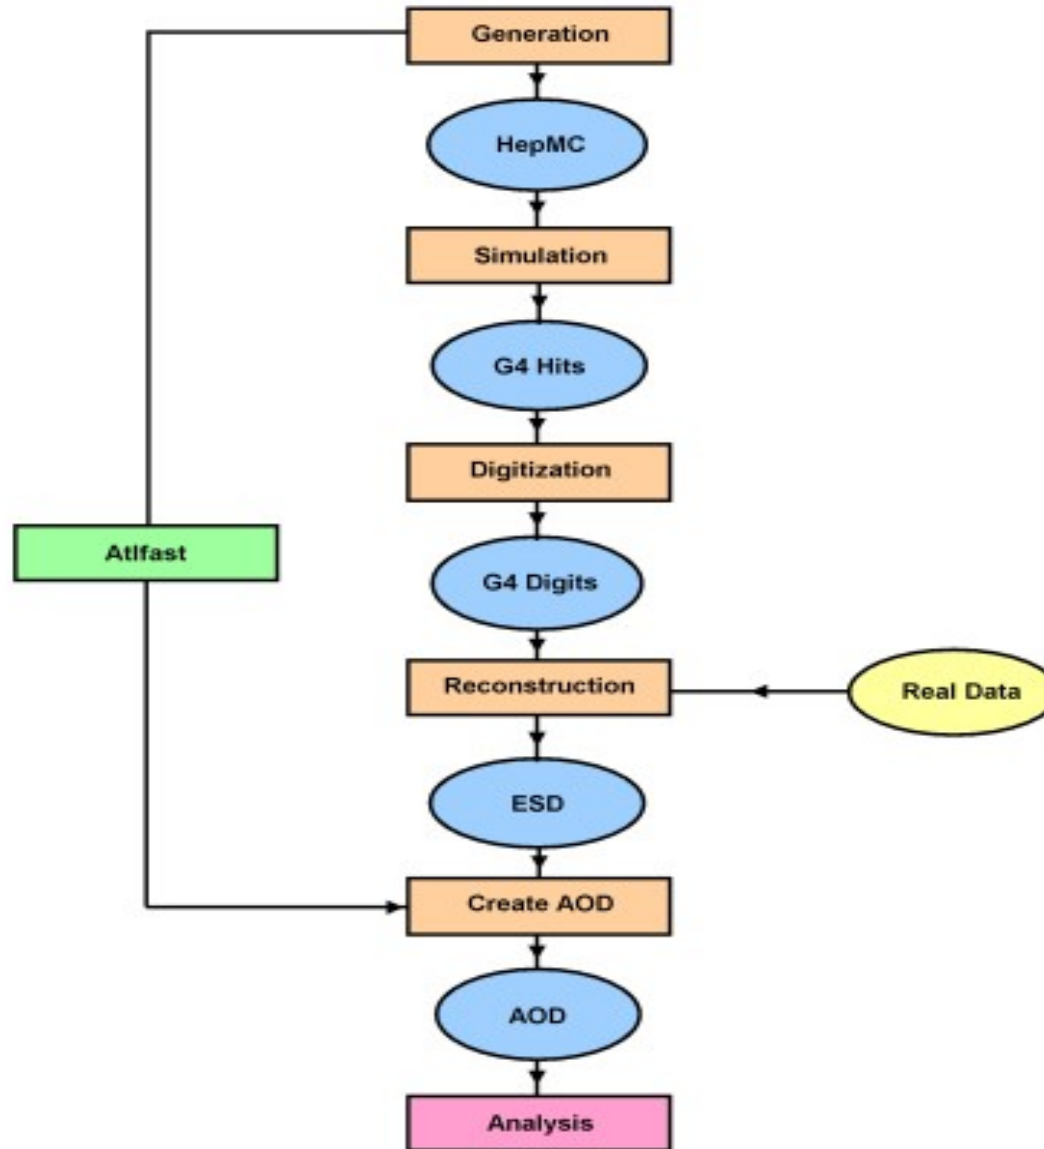 Generation
HepMC
Simulation
G4 Hits
Digitization
Atlfast
G4 Digits
Reconstruction
Real Data
ESD
Create AOD
AOD
Analysis